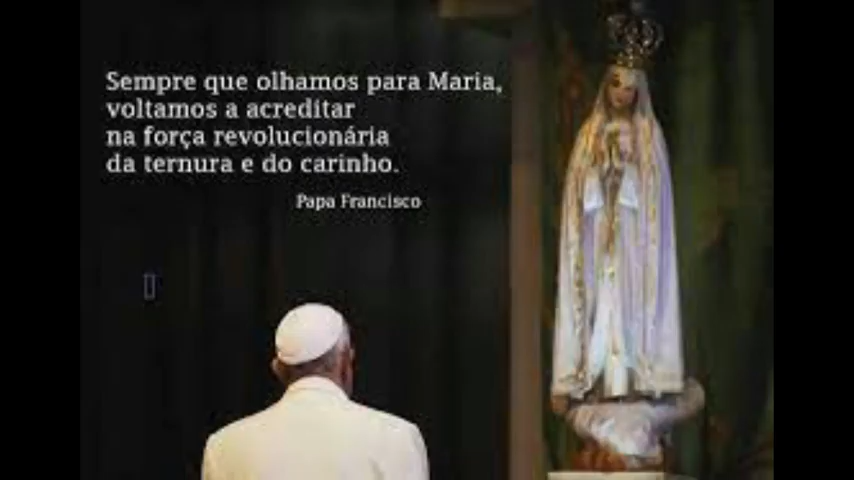 Sempre que olhamos para Maria,
voltamos a acreditar
na força revolucionária
da ternura e do carinho.
Papa Francisco